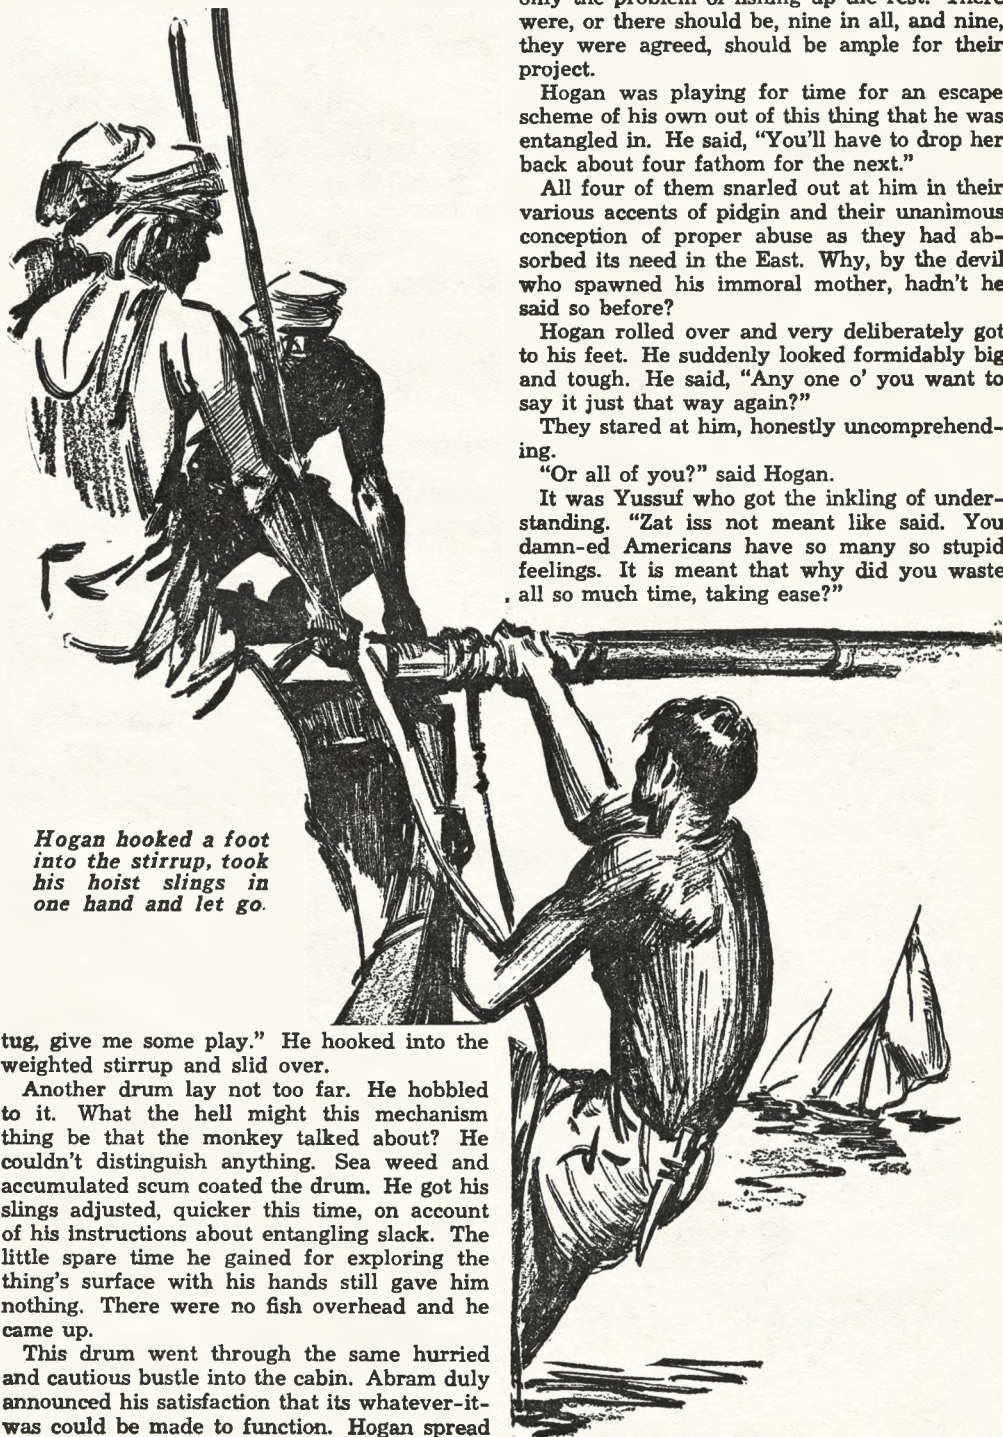 Hogan hooked a foot
into the stirrup, took
his hoist slings in
one hand and let go.
tug, give me some play.” He hooked into the
weighted stirrup and slid over.
Another drum lay not too far. He hobbled
to it. What the hell might this mechanism
thing be that the monkey talked about? He
couldn’t distinguish anything. Sea weed and
accumulated scum coated the drum. He got his
slings adjusted, quicker this time, on account
of his instructions about entangling slack. The
little spare time he gained for exploring the
thing’s surface with his hands still gave him
nothing. There were no fish overhead and he
came up.
This drum went through the same hurried
and cautious bustle into the cabin. Abram duly
announced his satisfaction that its whatever-it-
was could be made to function. Hogan spread
only the problem of fishing up the rest. There
were, or there should be, nine in all, and nine,
they were agreed, should be ample for their
project.
Hogan was playing for time for an escape
scheme of his own out of this thing that he was
entangled in. He said, “You’ll have to drop her
back about four fathom for the next.”
All four of them snarled out at him in their
various accents of pidgin and their unanimous
conception of proper abuse as they had ab-
sorbed its need in the East. Why, by the devil
who spawned his immoral mother, hadn’t he
said so before?
Hogan rolled over and very deliberately got
to his feet. He suddenly looked formidably big
and tough. He said, “Any one o’ you want to
say it just that way again?”
They stared at him, honestly uncomprehend-
ing.
“Or all of you?” said Hogan.
It was Yussuf who got the inkling of under-
standing. “Zat iss not meant like said. You
damn-ed Americans have so many so stupid
feelings. It is meant that why did you waste
all so much time, taking ease?”